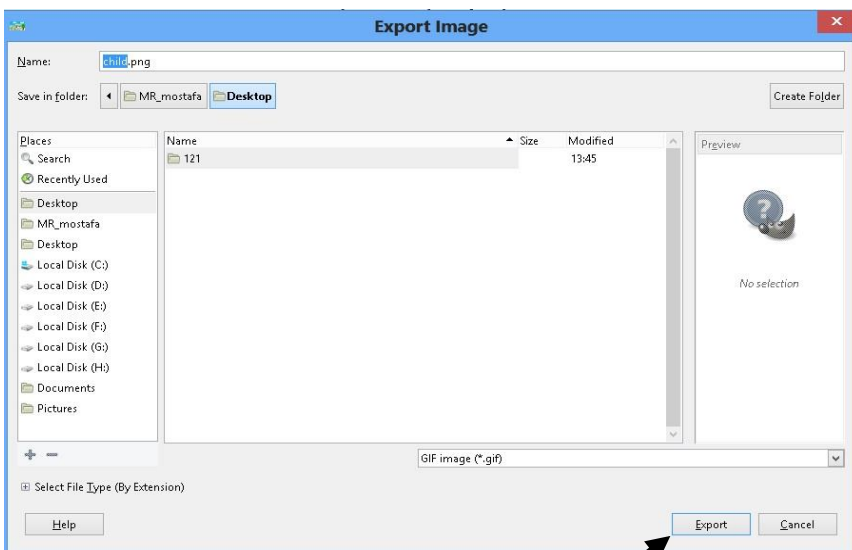 Export Image
Name: child.png
Save in folder: MR_mostafa Desktop Create Folder
Places Name Size Modified Preview
Search 121 13:45
Recently Used
Desktop
MR_mostafa
Desktop
Local Disk (C:)
Local Disk (D:) No selection
Local Disk (E:)
Local Disk (F:)
Local Disk (G:)
Local Disk (H:)
Documents
Pictures
GIF image (*.gif)
Select File Type (By Extension)
Help Export Cancel